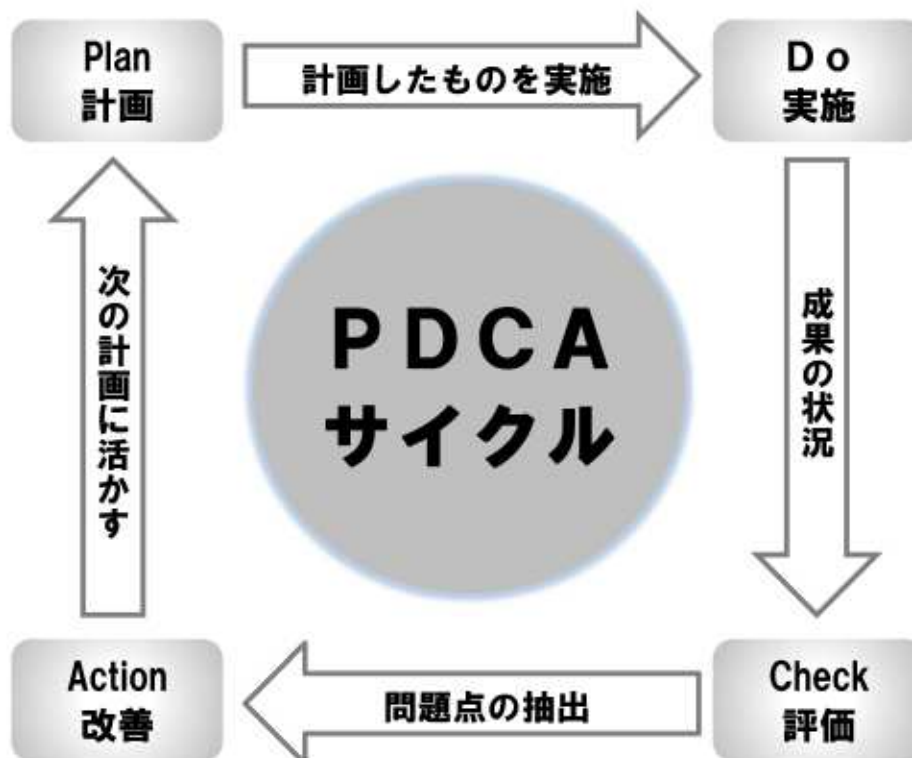 Plan
計画
計画したものを実施
Do
実施
次の計画に活かす
PDCA
サイクル
成果の状況
Action
改善
問題点の抽出
Check
評価